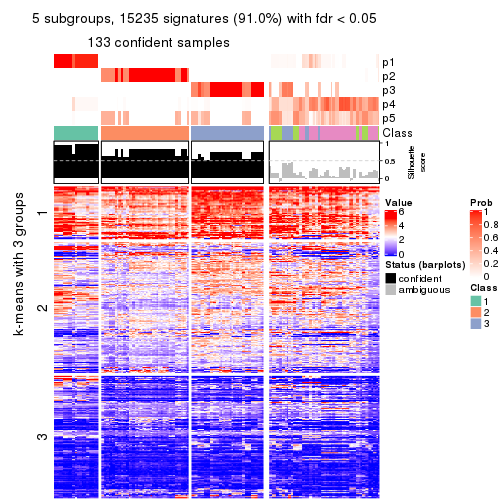 5 subgroups, 15235 signatures (91.0%) with fdr < 0.05
133 confident samples
p1
p2
p3
p4
p5
Class
1
0.5
0
Silhouette
score
k-means with 3 groups
1
2
3
Value
6
4
2
0
Status (barplots)
confident
ambiguous
Prob
1
0.8
0.6
0.4
0.2
0
Class
1
2
3